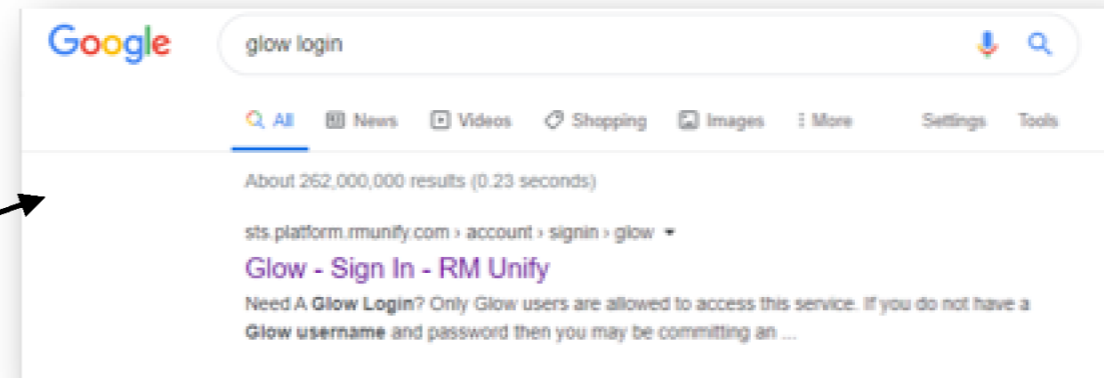 Google glow login
All News Videos Shopping Images More Settings Tools
About 262,000,000 results (0.23 seconds)
sts.platform.rmunify.com › account › signin › glow
Glow - Sign In - RM Unify
Need A Glow Login? Only Glow users are allowed to access this service. If you do not have a
Glow username and password then you may be committing an ...